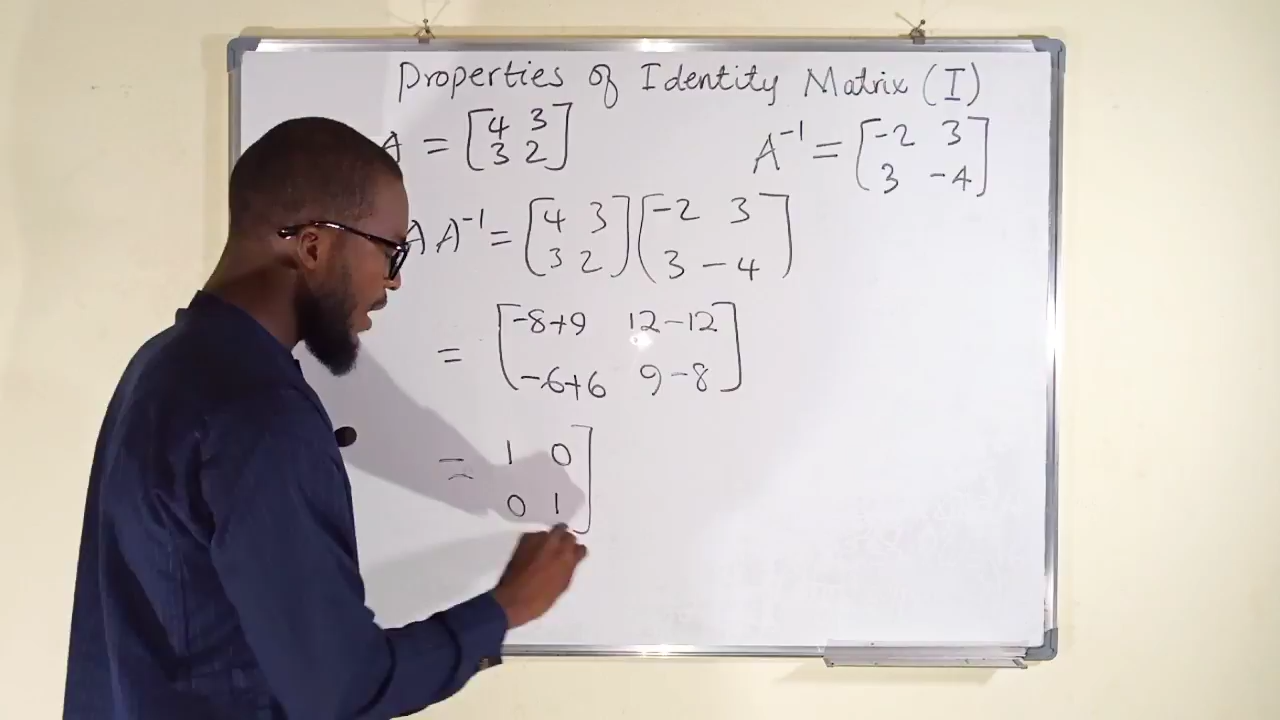 Properties of Identity Matrix (I)
A = [4 3
3 2]
A⁻¹ = [-2 3
3 -4]
A A⁻¹ = [4 3 [-2 3
3 2] 3 -4]
= [-8+9 12-12
-6+6 9-8]
= 1 0
0 1]